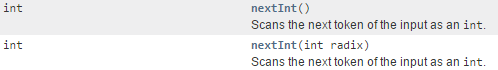 int nextInt()
Scans the next token of the input as an int.
int nextInt(int radix)
Scans the next token of the input as an int.